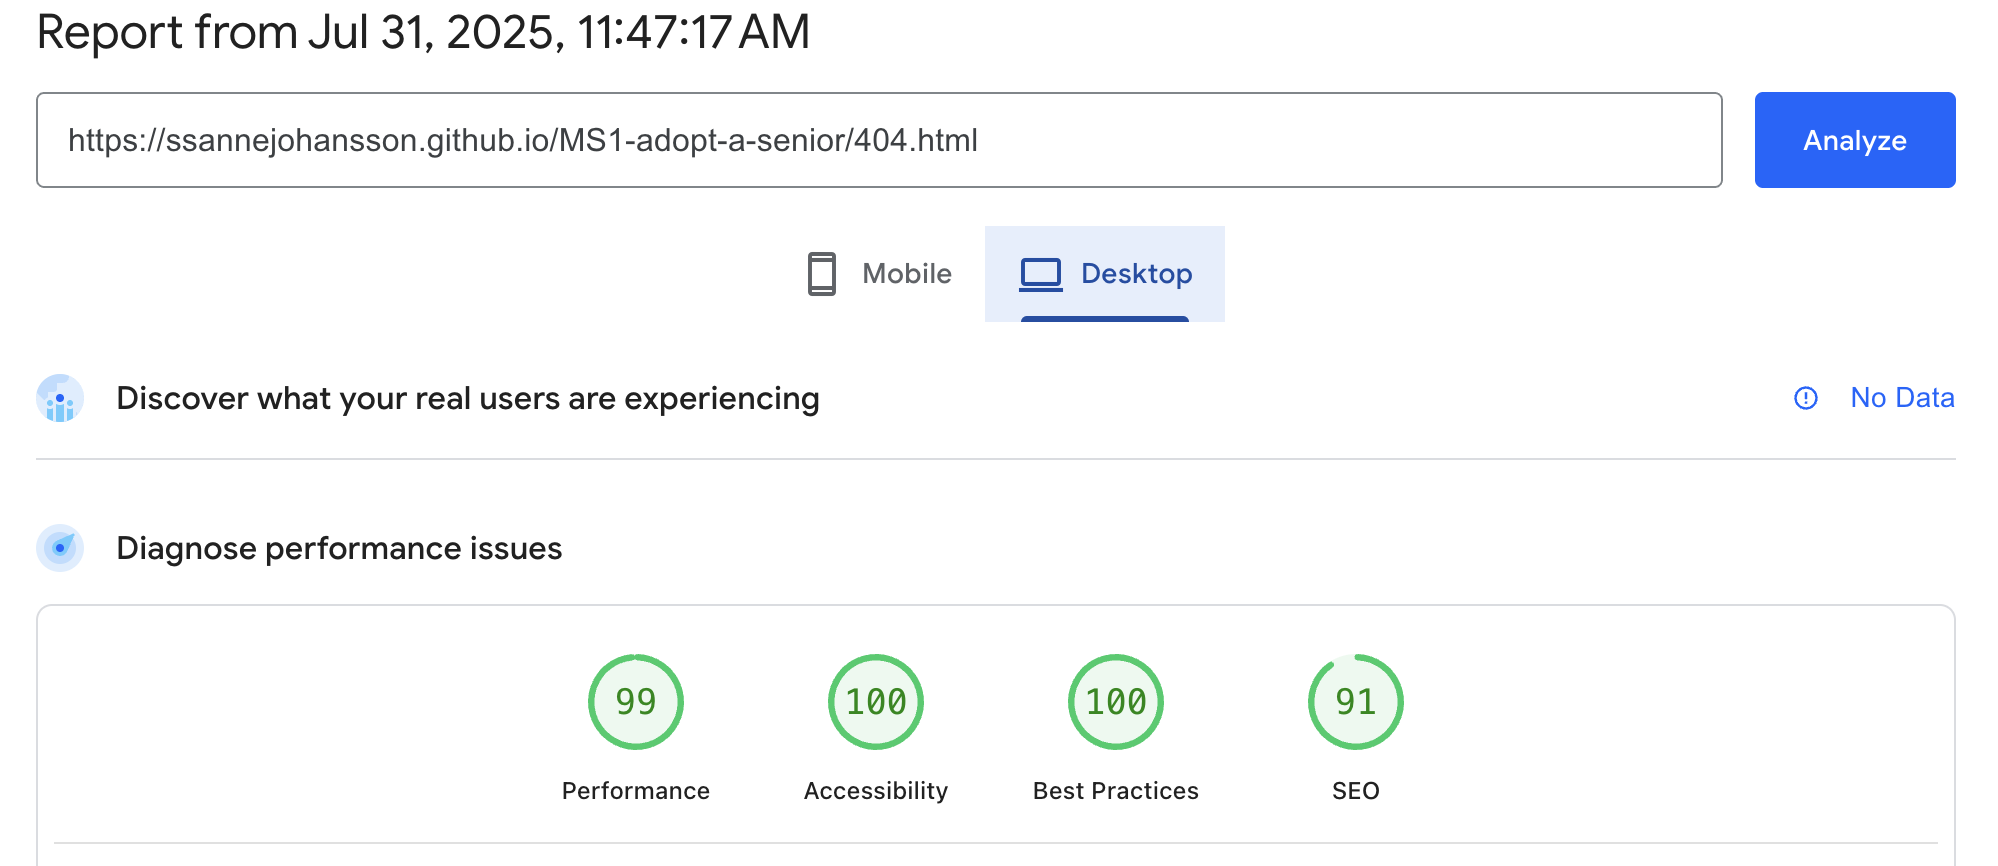 Report from Jul 31, 2025, 11:47:17 AM
https://ssannejohansson.github.io/MS1-adopt-a-senior/404.html
Analyze
Mobile
Desktop
Discover what your real users are experiencing
No Data
Diagnose performance issues
99
100
100
91
Performance
Accessibility
Best Practices
SEO